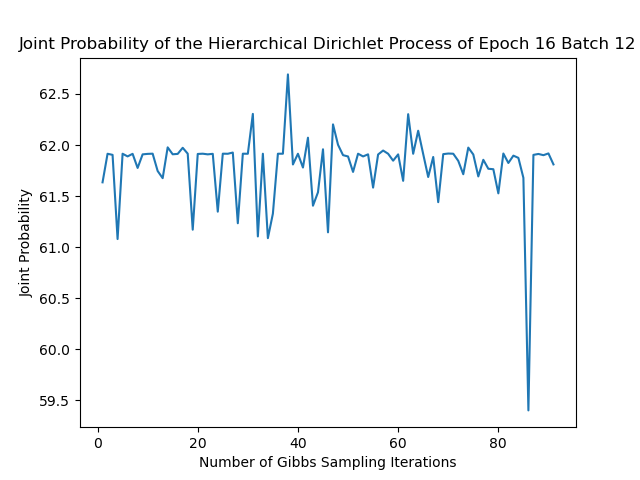 Joint Probability of the Hierarchical Dirichlet Process of Epoch 16 Batch 12
62.5
62.0
61.5
61.0
60.5
60.0
59.5
Joint Probability
0 20 40 60 80
Number of Gibbs Sampling Iterations